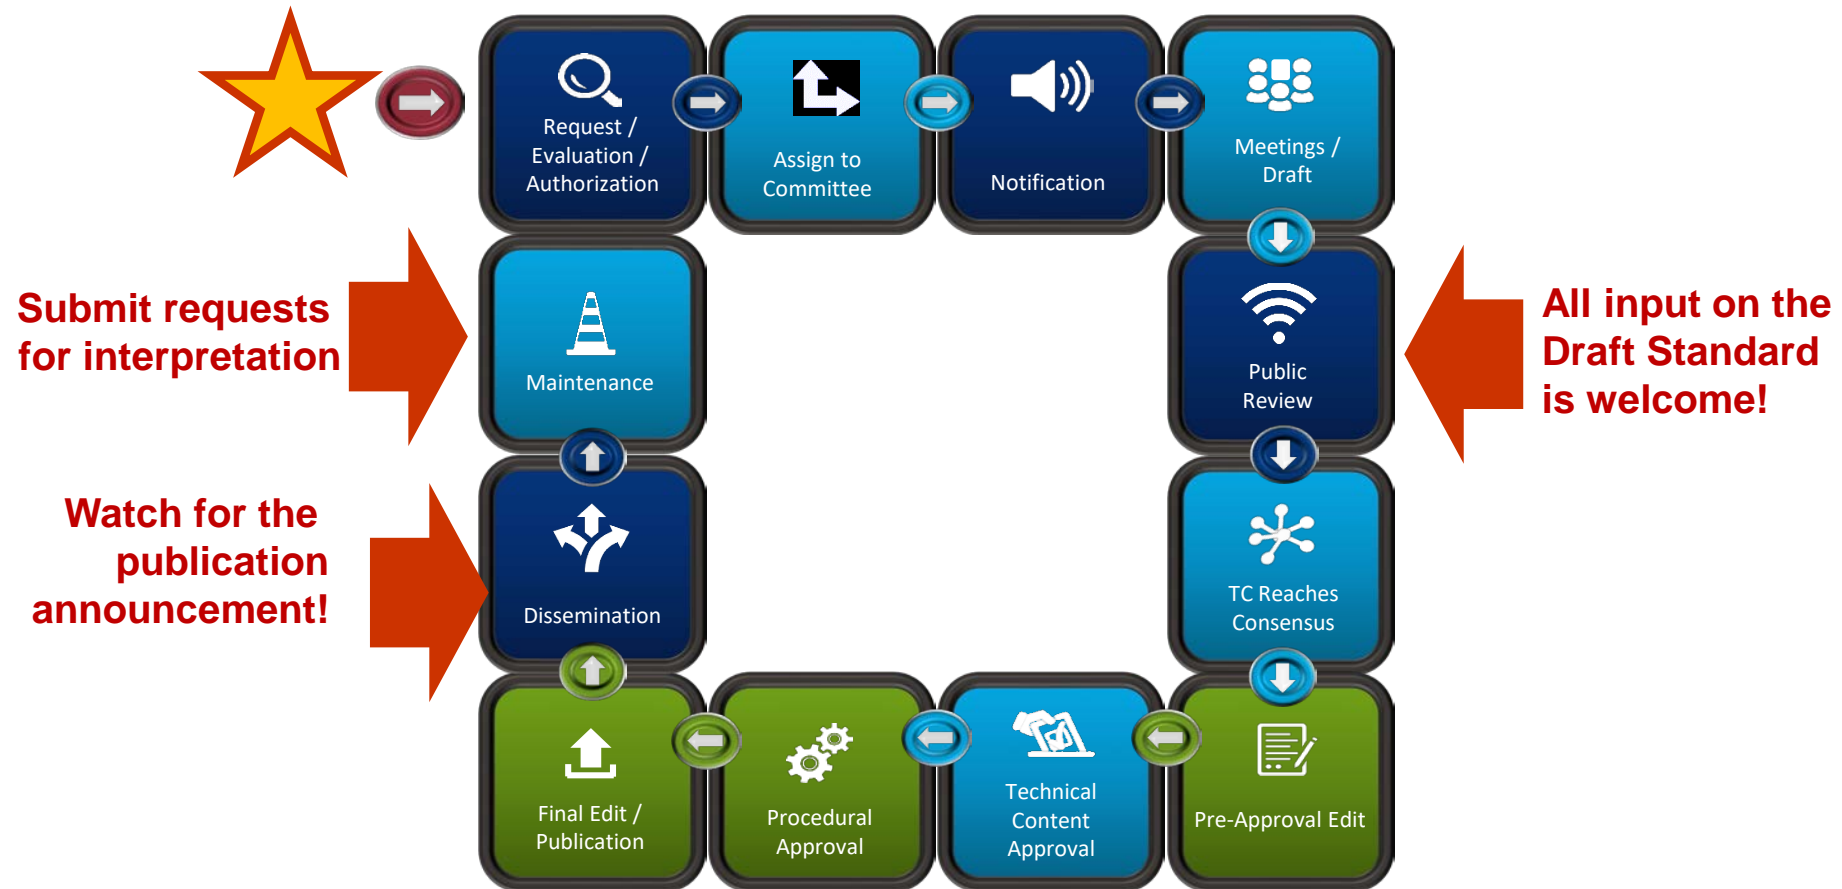 Request /
Evaluation /
Authorization
Assign to
Committee
Notification
Meetings /
Draft
Submit requests
for interpretation
Maintenance
Public
Review
All input on the
Draft Standard
is welcome!
Watch for the
publication
announcement!
Dissemination
TC Reaches
Consensus
Final Edit /
Publication
Procedural
Approval
Technical
Content
Approval
Pre-Approval Edit